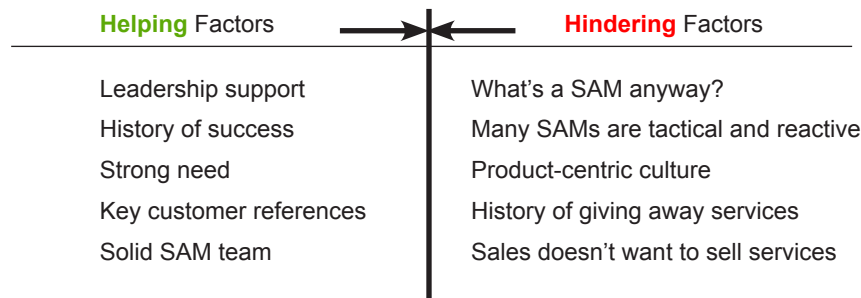 Helping Factors
Hindering Factors
Leadership support
What's a SAM anyway?
History of success
Many SAMs are tactical and reactive
Strong need
Product-centric culture
Key customer references
History of giving away services
Solid SAM team
Sales doesn't want to sell services